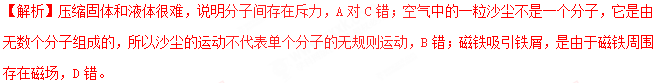 【解析】压缩固体和液体很难，说明分子间存在斥力，A 对 C 错；空气中的一粒沙尘不是一个分子，它是由
无数个分子组成的，所以沙尘的运动不代表单个分子的无规则运动，B 错；磁铁吸引铁屑，是由于磁铁周围
存在磁场，D 错。